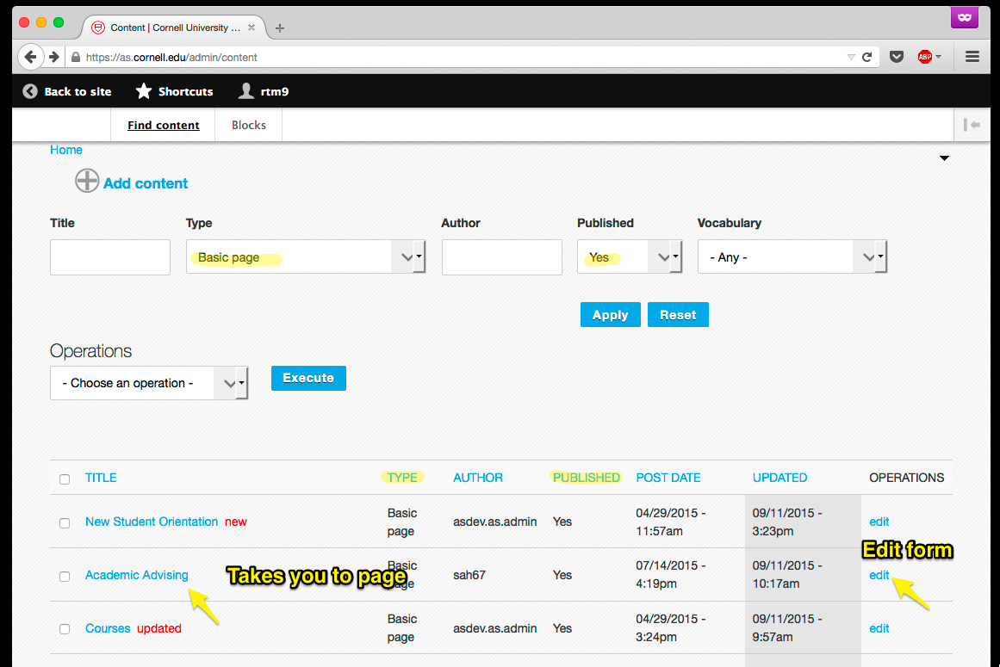 Content | Cornell University ...
https://as.cornell.edu/admin/content
ABP
Back to site Shortcuts rtm9
Find content Blocks
Home
Add content
Title Type Author Published Vocabulary
Basic page Yes - Any -
Apply Reset
Operations
- Choose an operation - Execute
TITLE TYPE AUTHOR PUBLISHED POST DATE UPDATED OPERATIONS
New Student Orientation new Basic page asdev.as.admin Yes 04/29/2015 - 11:57am 09/11/2015 - 3:23pm edit
Edit form
Academic Advising Takes you to page Basic page sah67 Yes 07/14/2015 - 4:19pm 09/11/2015 - 10:17am edit
Courses updated Basic page asdev.as.admin Yes 04/29/2015 - 3:24pm 09/11/2015 - 9:57am edit